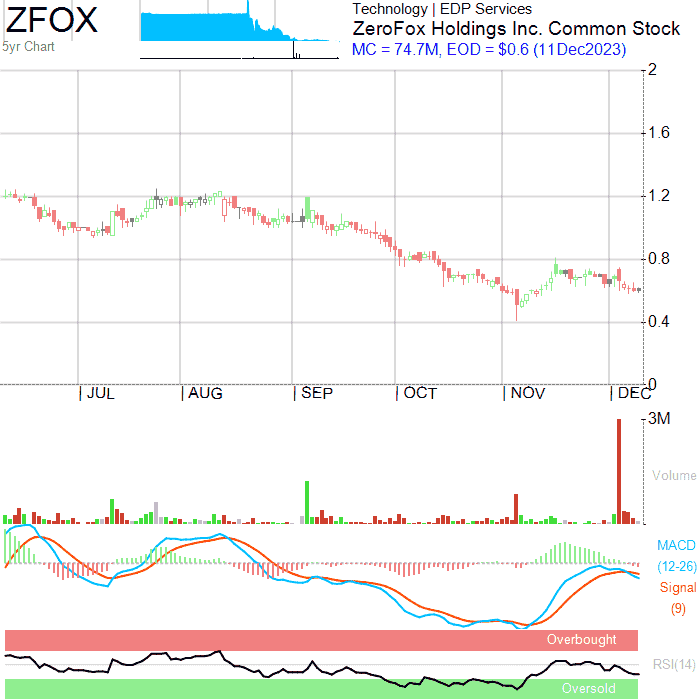 ZFOX
5yr Chart
Technology | EDP Services
ZeroFox Holdings Inc. Common Stock
MC = 74.7M, EOD = $0.6 (11Dec2023)
2
1.6
1.2
0.8
0.4
0
| JUL | AUG | SEP | OCT | NOV | DEC
3M
Volume
MACD
(12-26)
Signal
(9)
Overbought
RSI(14)
Oversold